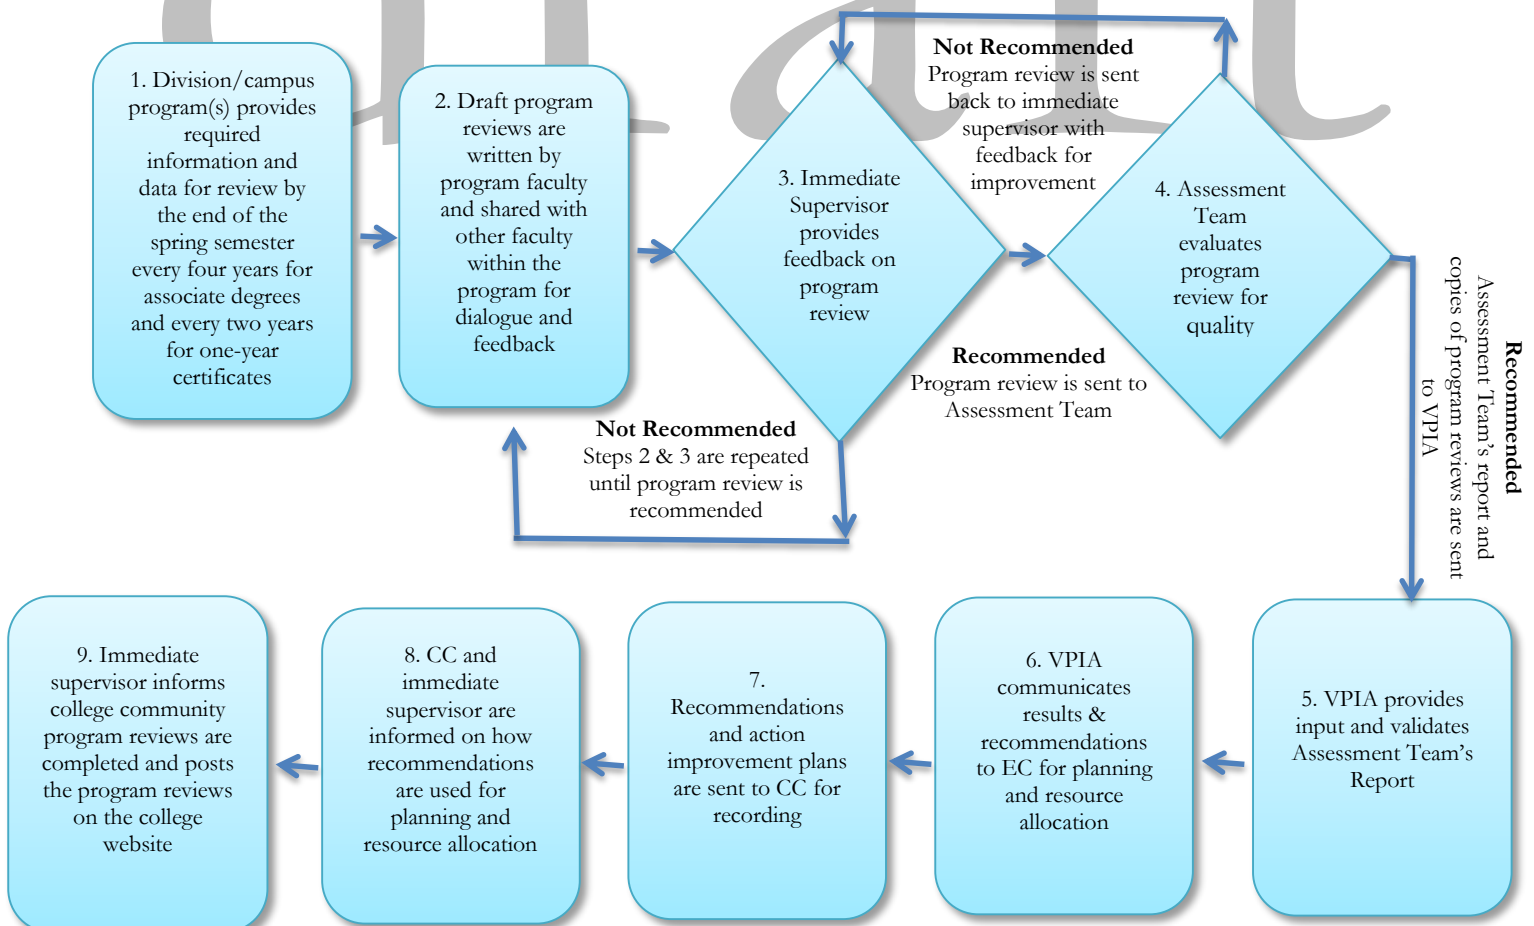 draft
1. Division/campus
program(s) provides
required
information and
data for review by
the end of the
spring semester
every four years for
associate degrees
and every two years
for one-year
certificates
2. Draft program
reviews are
written by
program faculty
and shared with
other faculty
within the
program for
dialogue and
feedback
3. Immediate
Supervisor
provides
feedback on
program
review
Not Recommended
Program review is sent
back to immediate
supervisor with
feedback for
improvement
4. Assessment
Team
evaluates
program
review for
quality
Recommended
Program review is sent to
Assessment Team
Not Recommended
Steps 2 & 3 are repeated
until program review is
recommended
Recommended
Assessment Team's report and
copies of program reviews are sent
to VPIA
5. VPIA provides
input and validates
Assessment Team's
Report
6. VPIA
communicates
results &
recommendations
to EC for planning
and resource
allocation
7.
Recommendations
and action
improvement plans
are sent to CC for
recording
8. CC and
immediate
supervisor are
informed on how
recommendations
are used for
planning and
resource allocation
9. Immediate
supervisor informs
college community
program reviews are
completed and posts
the program reviews
on the college
website